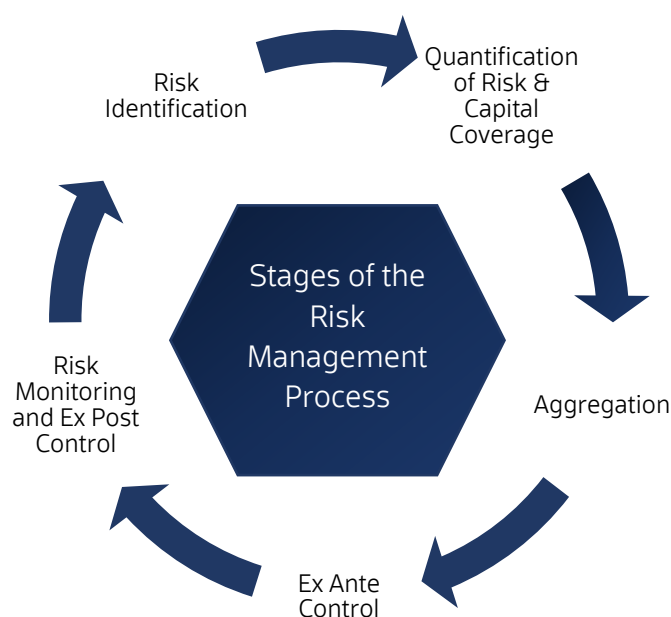 Risk
Identification
Quantification
of Risk &
Capital
Coverage
Stages of the
Risk
Management
Process
Aggregation
Risk
Monitoring
and Ex Post
Control
Ex Ante
Control